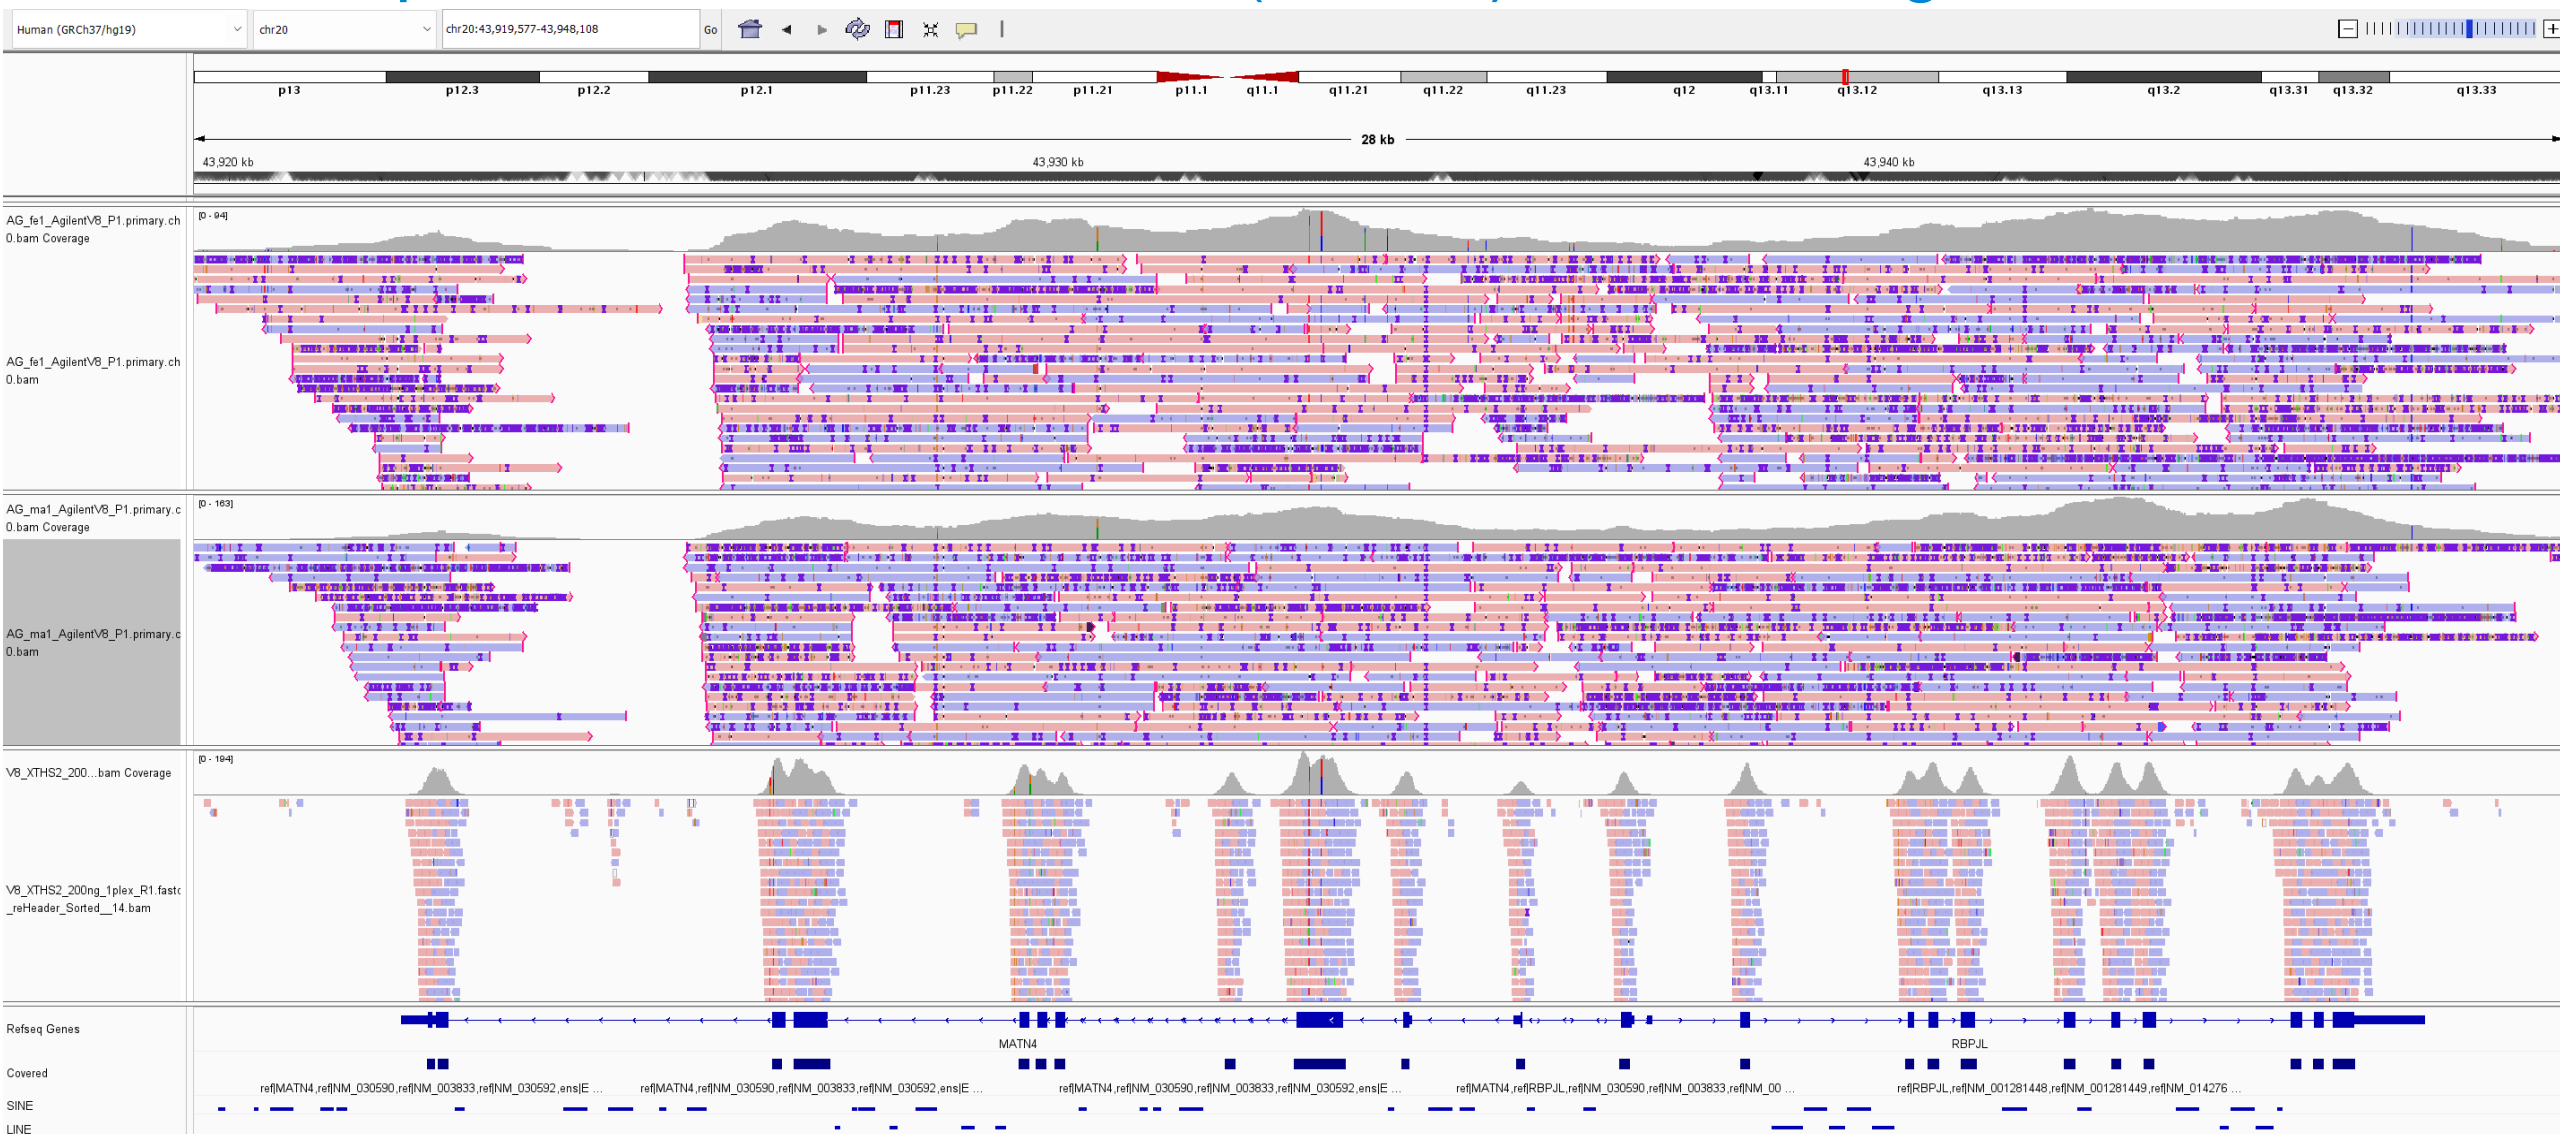 Human (GRCh37/hg19) chr20 chr20:43,919,577-43,948,108 Go
p13 p12.3 p12.2 p12.1 p11.23 p11.22 p11.21 p11.1 q11.1 q11.21 q11.22 q11.23 q12 q13.11 q13.12 q13.13 q13.2 q13.31 q13.32 q13.33
28 kb
43,920 kb 43,930 kb 43,940 kb
AG_fe1_AgilentV8_P1.primary.ch
0.bam Coverage
[0 - 94]
AG_fe1_AgilentV8_P1.primary.ch
0.bam
AG_ma1_AgilentV8_P1.primary.c
0.bam Coverage
[0 - 163]
AG_ma1_AgilentV8_P1.primary.c
0.bam
V8_XTHS2_200...bam Coverage
[0 - 194]
V8_XTHS2_200ng_1plex_R1.fastc
_reHeader_Sorted__14.bam
Refseq Genes
MATN4 RBPJL
Covered
ref|MATN4,ref|NM_030590,ref|NM_003833,ref|NM_030592,ens|E ... ref|MATN4,ref|NM_030590,ref|NM_003833,ref|NM_030592,ens|E ... ref|MATN4,ref|NM_030590,ref|NM_003833,ref|NM_030592,ens|E ... ref|MATN4,ref|RBPJL,ref|NM_030590,ref|NM_003833,ref|NM_00 ... ref|RBPJL,ref|NM_001281448,ref|NM_001281449,ref|NM_014276 ...
SINE
LINE